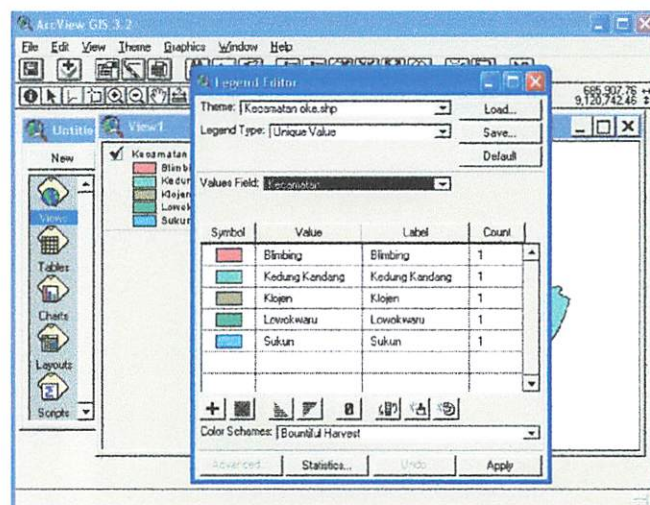 ArcView GIS 3.2
File Edit View Theme Graphics Window Help
685,907.76
9,120,742.46
Untitle
New
Views
Tables
Charts
Layouts
Scripts
View1
Kecamatan
Blimbi
Kedun
Klojen
Lowok
Sukun
Legend Editor
Theme: Kecamatan oke.shp
Load...
Legend Type: Unique Value
Save...
Default
Values Field: Kecamatan
Symbol Value Label Count
Blimbing Blimbing 1
Kedung Kandang Kedung Kandang 1
Klojen Klojen 1
Lowokwaru Lowokwaru 1
Sukun Sukun 1
Color Schemes: Bountiful Harvest
Advanced... Statistics... Undo Apply